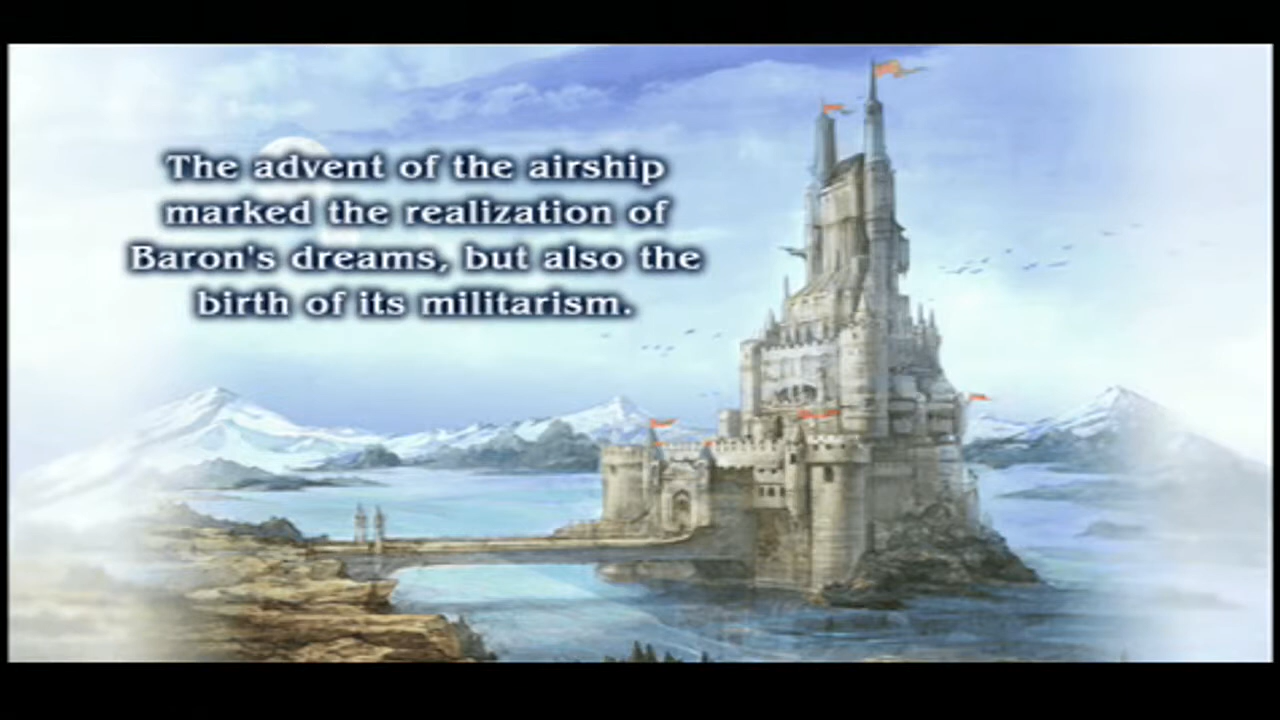 The advent of the airship
marked the realization of
Baron's dreams, but also the
birth of its militarism.